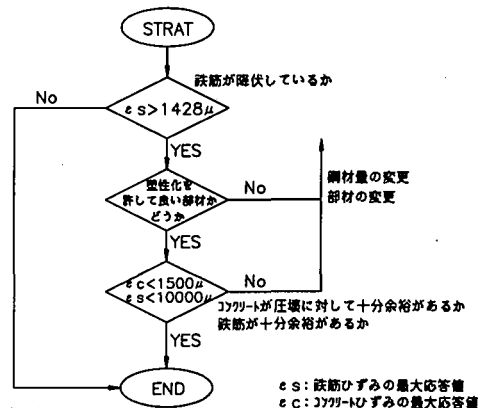 STRAT
鉄筋が降伏しているか
No
εs>1428μ
YES
塑性化を
許して良い部材か
どうか
No
鋼材量の変更
部材の変更
YES
εc<1500μ
εs<10000μ
No
コンクリートが圧壊に対して十分余裕があるか
鉄筋が十分余裕があるか
YES
END
εs:鉄筋ひずみの最大応答値
εc:コンクリートひずみの最大応答値